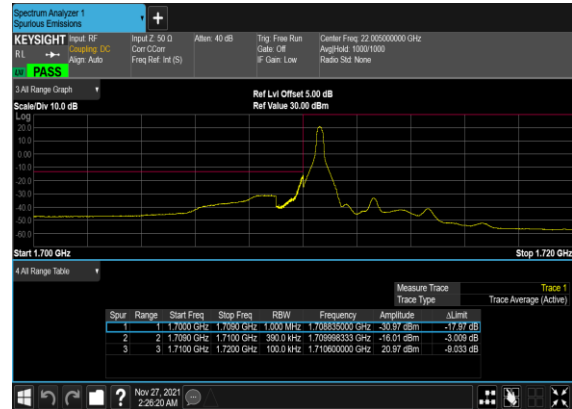 Spectrum Analyzer 1
Spurious Emissions
KEYSIGHT
R L
LXI
PASS
Input: RF
Coupling: DC
Align: Auto
Input Z: 50 Ω
Corr CCorr
Freq Ref: Int (S)
Atten: 40 dB
Trig: Free Run
Gate: Off
IF Gain: Low
Center Freq: 22.005000000 GHz
Avg|Hold: 1000/1000
Radio Std: None
3 All Range Graph
Scale/Div 10.0 dB
Ref Lvl Offset 5.00 dB
Ref Value 30.00 dBm
Log
20.0
10.0
0.00
-10.0
-20.0
-30.0
-40.0
-50.0
-60.0
Start 1.700 GHz
Stop 1.720 GHz
4 All Range Table
Measure Trace Trace 1
Trace Type Trace Average (Active)
Spur Range Start Freq Stop Freq RBW Frequency Amplitude ΔLimit
1 1 1.7000 GHz 1.7090 GHz 1.000 MHz 1.708835000 GHz -30.97 dBm -17.97 dB
2 2 1.7090 GHz 1.7100 GHz 390.0 kHz 1.709998333 GHz -16.01 dBm -3.009 dB
3 3 1.7100 GHz 1.7200 GHz 100.0 kHz 1.710600000 GHz 20.97 dBm -9.033 dB
Nov 27, 2021
2:26:20 AM